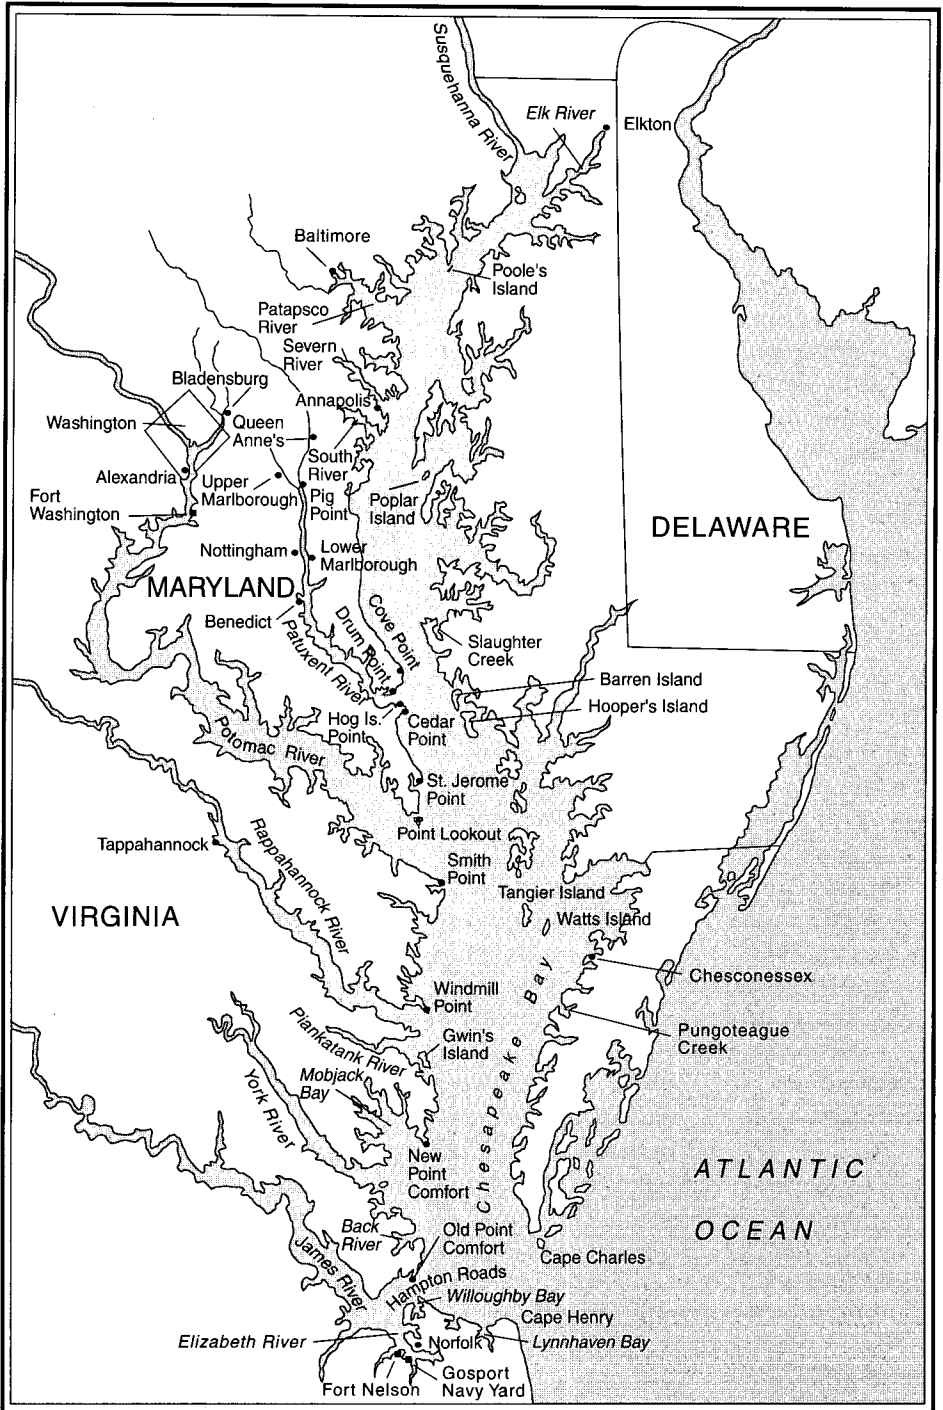 Susquehanna River
Elk River
Elkton
Baltimore
Poole's
Island
Patapsco
River
Severn
River
Bladensburg
Annapolis
Washington
Queen
Anne's
South
River
Alexandria
Upper
Marlborough
Pig
Point
Poplar
Island
Fort
Washington
DELAWARE
Nottingham
Lower
Marlborough
MARYLAND
Benedict
Cove Point
Drum Point
Patuxent River
Slaughter
Creek
Barren Island
Hooper's Island
Hog Is.
Point
Cedar
Point
Potomac River
St. Jerome
Point
Point Lookout
Tappahannock
Rappahannock River
Smith
Point
Tangier Island
Watts Island
VIRGINIA
Chesconessex
Windmill
Point
Chesapeake Bay
Pungoteague
Creek
Piankatank River
Gwin's
Island
Mobjack
Bay
York River
New
Point
Comfort
ATLANTIC
OCEAN
Back
River
Old Point
Comfort
Cape Charles
James River
Hampton Roads
Willoughby Bay
Cape Henry
Elizabeth River
Norfolk
Lynnhaven Bay
Fort Nelson
Gosport
Navy Yard